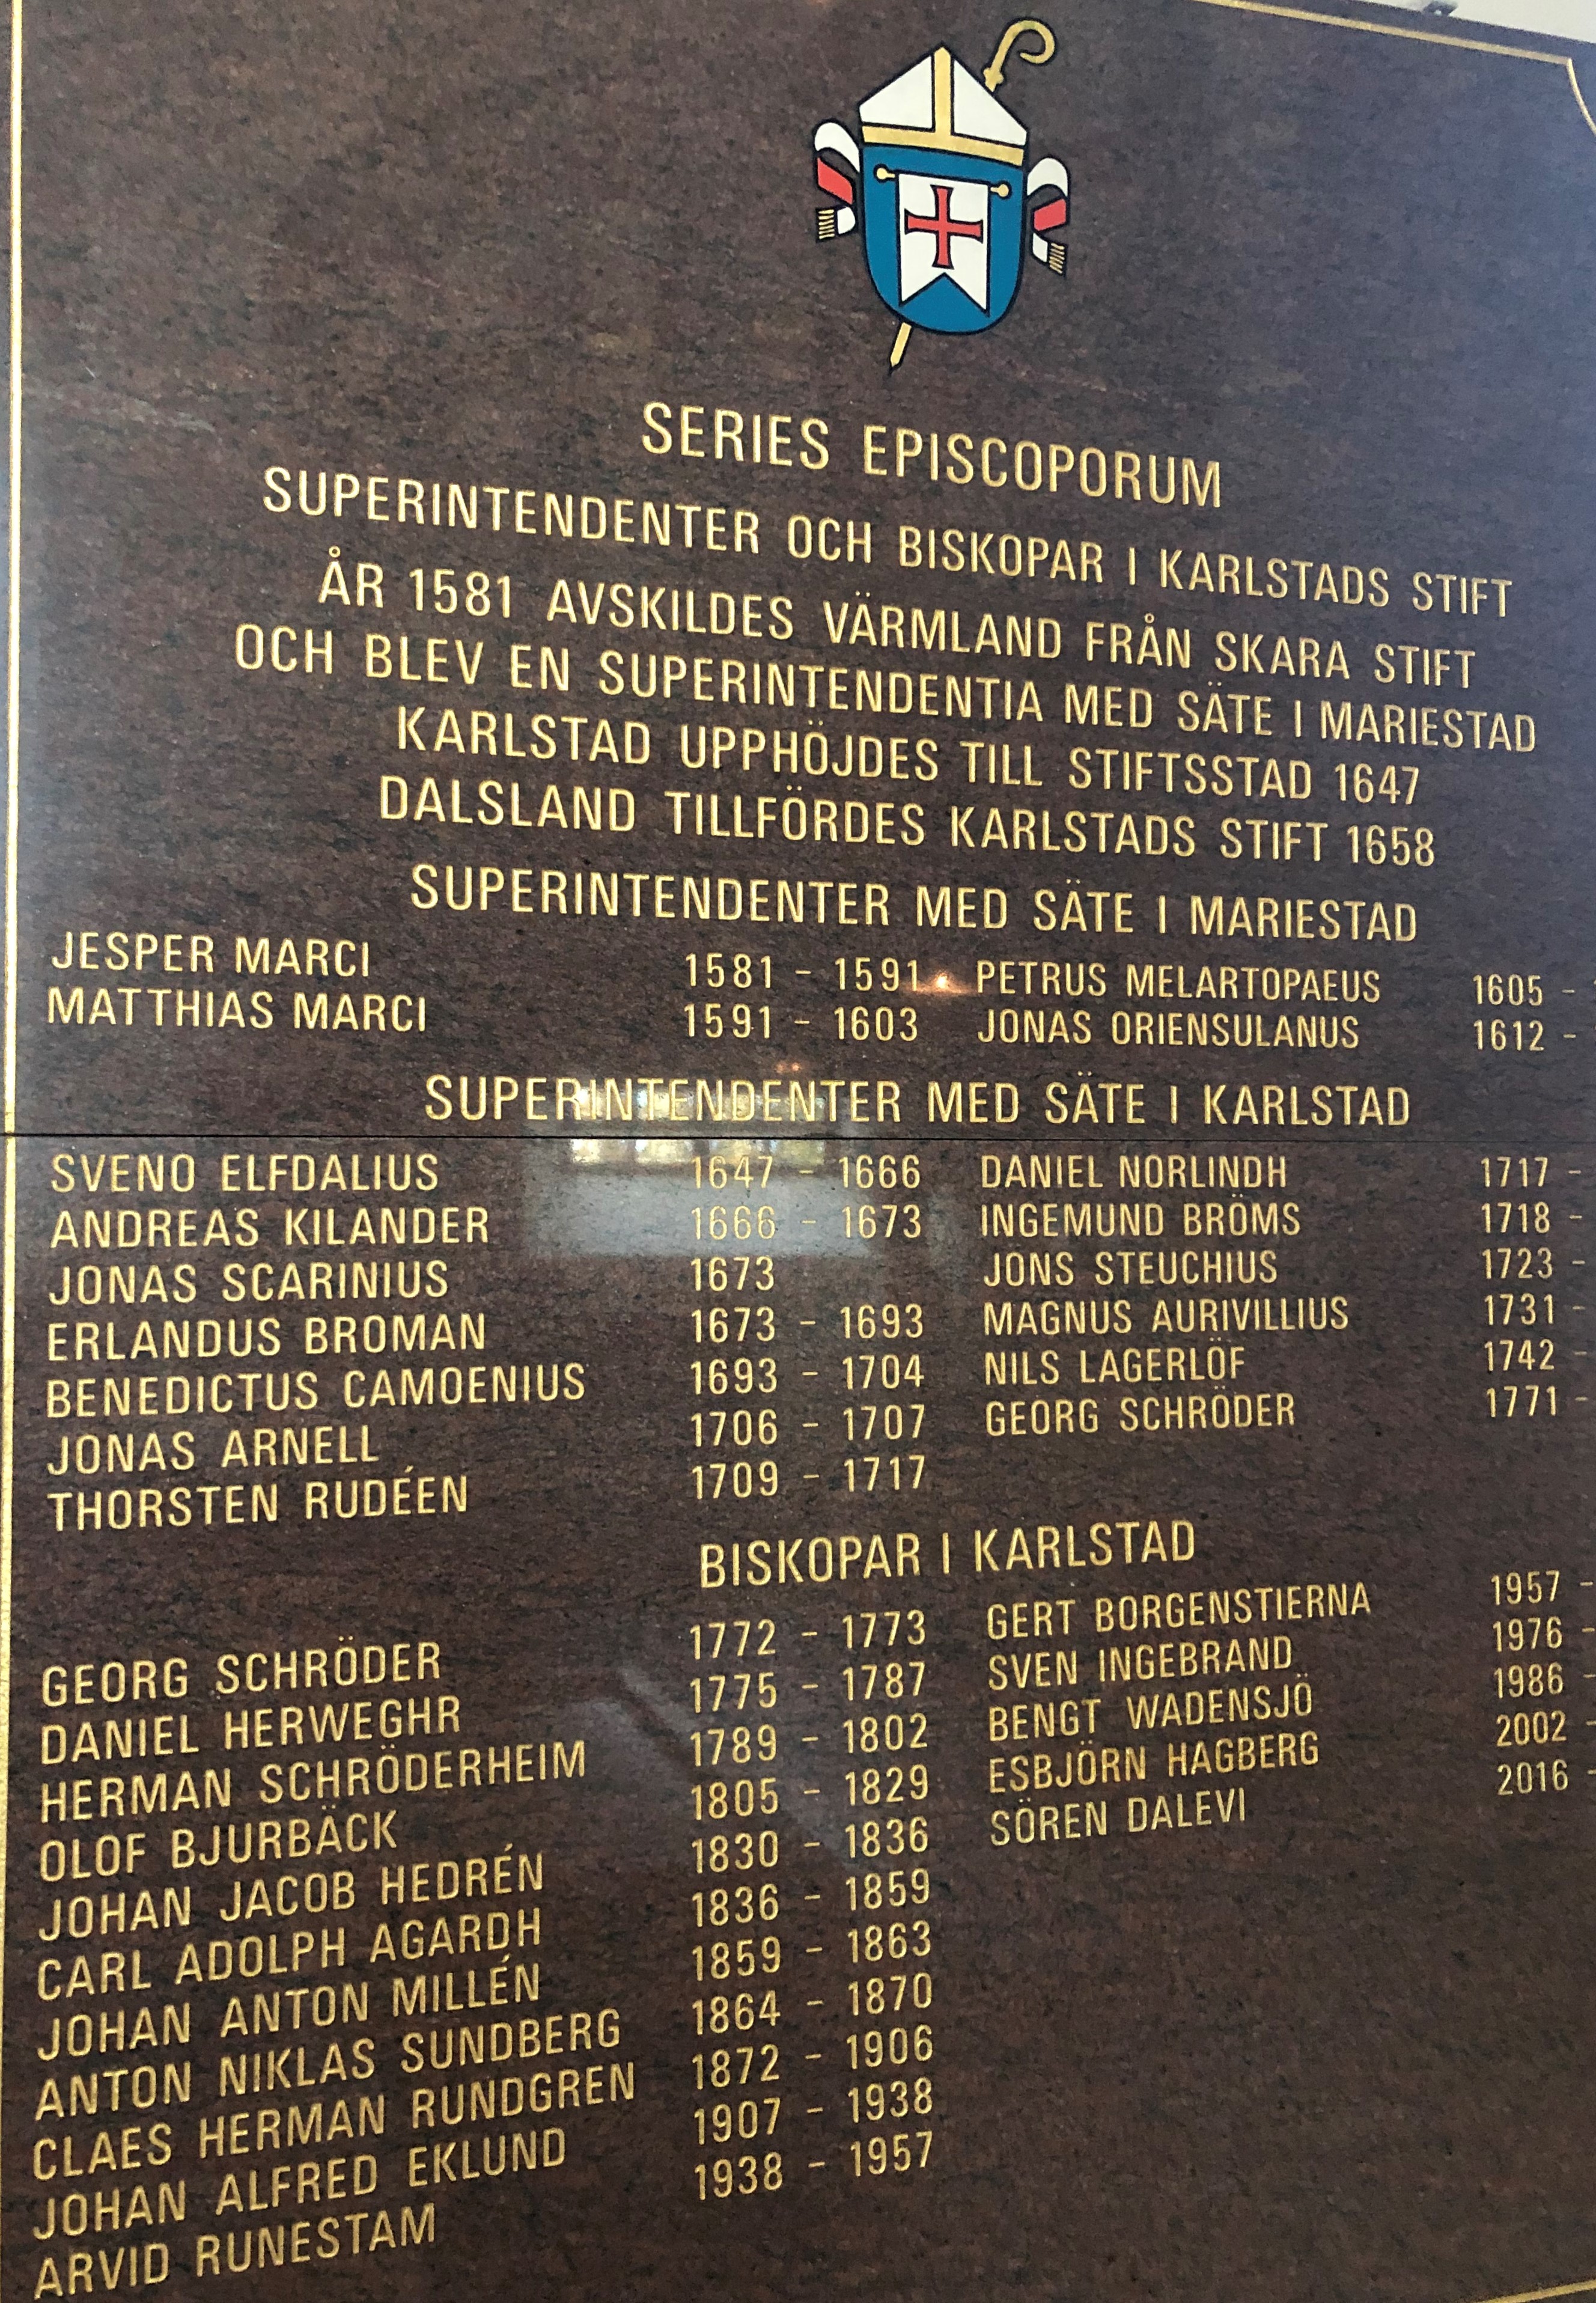 SERIES EPISCOPORUM
SUPERINTENDENTER OCH BISKOPAR I KARLSTADS STIFT
ÅR 1581 AVSKILDES VÄRMLAND FRÅN SKARA STIFT
OCH BLEV EN SUPERINTENDENTIA MED SÄTE I MARIESTAD
KARLSTAD UPPHÖJDES TILL STIFTSSTAD 1647
DALSLAND TILLFÖRDES KARLSTADS STIFT 1658
SUPERINTENDENTER MED SÄTE I MARIESTAD
JESPER MARCI 1581 - 1591 PETRUS MELARTOPAEUS 1605 -
MATTHIAS MARCI 1591 - 1603 JONAS ORIENSULANUS 1612 -
SUPERINTENDENTER MED SÄTE I KARLSTAD
SVENO ELFDALIUS 1647 - 1666 DANIEL NORLINDH 1717 -
ANDREAS KILANDER 1666 - 1673 INGEMUND BRÖMS 1718 -
JONAS SCARINIUS 1673 JÖNS STEUCHIUS 1723 -
ERLANDUS BROMAN 1673 - 1693 MAGNUS AURIVILLIUS 1731 -
BENEDICTUS CAMOENIUS 1693 - 1704 NILS LAGERLÖF 1742 -
JONAS ARNELL 1706 - 1707 GEORG SCHRÖDER 1771 -
THORSTEN RUDÉEN 1709 - 1717
BISKOPAR I KARLSTAD
GEORG SCHRÖDER 1772 - 1773 GERT BORGENSTIERNA 1957 -
DANIEL HERWEGHR 1775 - 1787 SVEN INGEBRAND 1976 -
HERMAN SCHRÖDERHEIM 1789 - 1802 BENGT WADENSJÖ 1986 -
OLOF BJURBÄCK 1805 - 1829 ESBJÖRN HAGBERG 2002 -
JOHAN JACOB HEDRÉN 1830 - 1836 SÖREN DALEVI 2016 -
CARL ADOLPH AGARDH 1836 - 1859
JOHAN ANTON MILLÉN 1859 - 1863
ANTON NIKLAS SUNDBERG 1864 - 1870
CLAES HERMAN RUNDGREN 1872 - 1906
JOHAN ALFRED EKLUND 1907 - 1938
ARVID RUNESTAM 1938 - 1957